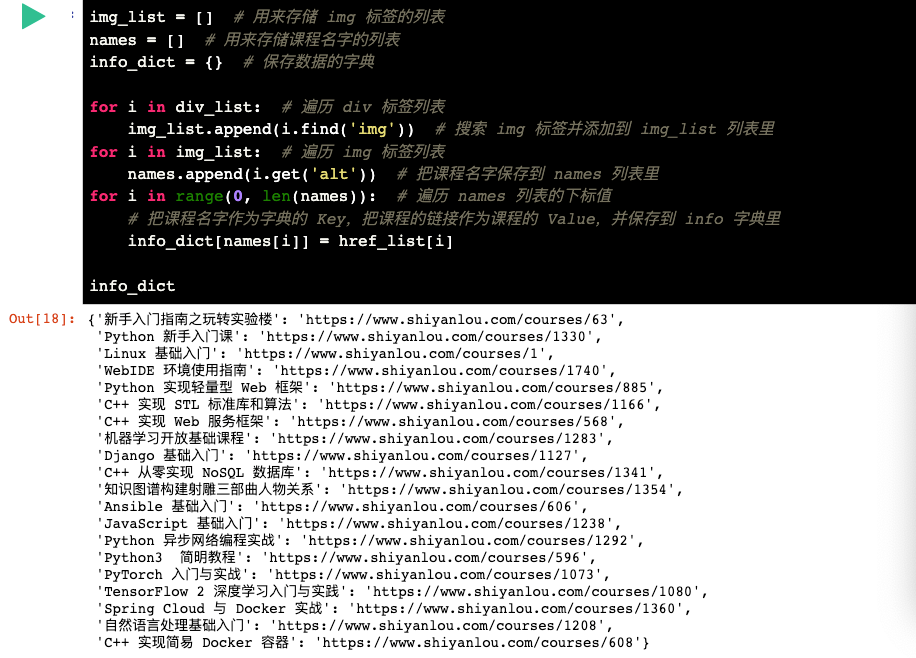 img_list = []  # 用来存储 img 标签的列表
names = []  # 用来存储课程名字的列表
info_dict = {}  # 保存数据的字典

for i in div_list:  # 遍历 div 标签列表
    img_list.append(i.find('img'))  # 搜索 img 标签并添加到 img_list 列表里
for i in img_list:  # 遍历 img 标签列表
    names.append(i.get('alt'))  # 把课程名字保存到 names 列表里
for i in range(0, len(names)):  # 遍历 names 列表的下标值
    # 把课程名字作为字典的 Key，把课程的链接作为课程的 Value，并保存到 info 字典里
    info_dict[names[i]] = href_list[i]

info_dict
Out[18]: {'新手入门指南之玩转实验楼': 'https://www.shiyanlou.com/courses/63',
 'Python 新手入门课': 'https://www.shiyanlou.com/courses/1330',
 'Linux 基础入门': 'https://www.shiyanlou.com/courses/1',
 'WebIDE 环境使用指南': 'https://www.shiyanlou.com/courses/1740',
 'Python 实现轻量型 Web 框架': 'https://www.shiyanlou.com/courses/885',
 'C++ 实现 STL 标准库和算法': 'https://www.shiyanlou.com/courses/1166',
 'C++ 实现 Web 服务框架': 'https://www.shiyanlou.com/courses/568',
 '机器学习开放基础课程': 'https://www.shiyanlou.com/courses/1283',
 'Django 基础入门': 'https://www.shiyanlou.com/courses/1127',
 'C++ 从零实现 NoSQL 数据库': 'https://www.shiyanlou.com/courses/1341',
 '知识图谱构建射雕三部曲人物关系': 'https://www.shiyanlou.com/courses/1354',
 'Ansible 基础入门': 'https://www.shiyanlou.com/courses/606',
 'JavaScript 基础入门': 'https://www.shiyanlou.com/courses/1238',
 'Python 异步网络编程实战': 'https://www.shiyanlou.com/courses/1292',
 'Python3  简明教程': 'https://www.shiyanlou.com/courses/596',
 'PyTorch 入门与实战': 'https://www.shiyanlou.com/courses/1073',
 'TensorFlow 2 深度学习入门与实践': 'https://www.shiyanlou.com/courses/1080',
 'Spring Cloud 与 Docker 实战': 'https://www.shiyanlou.com/courses/1360',
 '自然语言处理基础入门': 'https://www.shiyanlou.com/courses/1208',
 'C++ 实现简易 Docker 容器': 'https://www.shiyanlou.com/courses/608'}